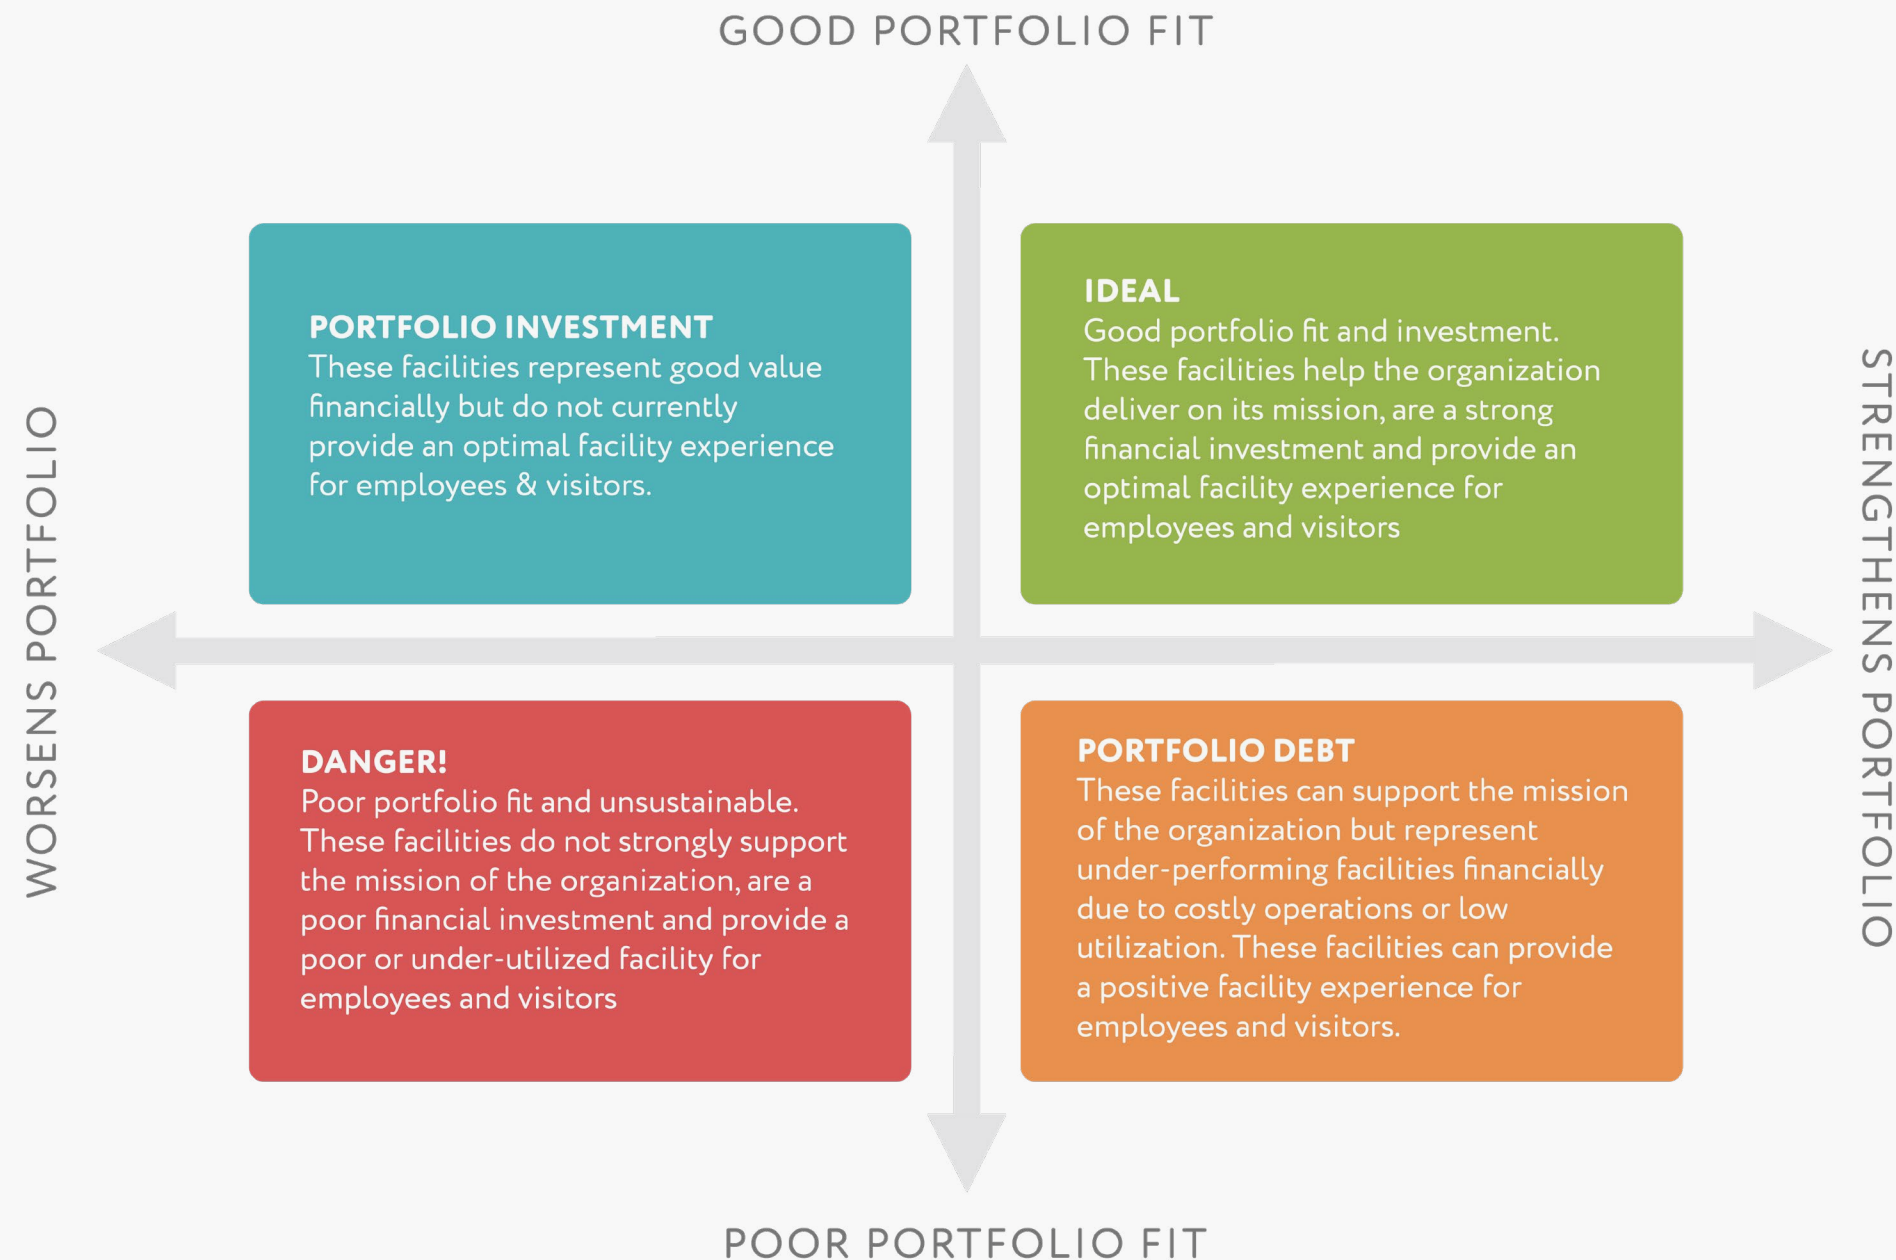 GOOD PORTFOLIO FIT
PORTFOLIO INVESTMENT
These facilities represent good value
financially but do not currently
provide an optimal facility experience
for employees & visitors.
IDEAL
Good portfolio fit and investment.
These facilities help the organization
deliver on its mission, are a strong
financial investment and provide an
optimal facility experience for
employees and visitors
WORSENS PORTFOLIO
STRENGTHENS PORTFOLIO
DANGER!
Poor portfolio fit and unsustainable.
These facilities do not strongly support
the mission of the organization, are a
poor financial investment and provide a
poor or under-utilized facility for
employees and visitors
PORTFOLIO DEBT
These facilities can support the mission
of the organization but represent
under-performing facilities financially
due to costly operations or low
utilization. These facilities can provide
a positive facility experience for
employees and visitors.
POOR PORTFOLIO FIT